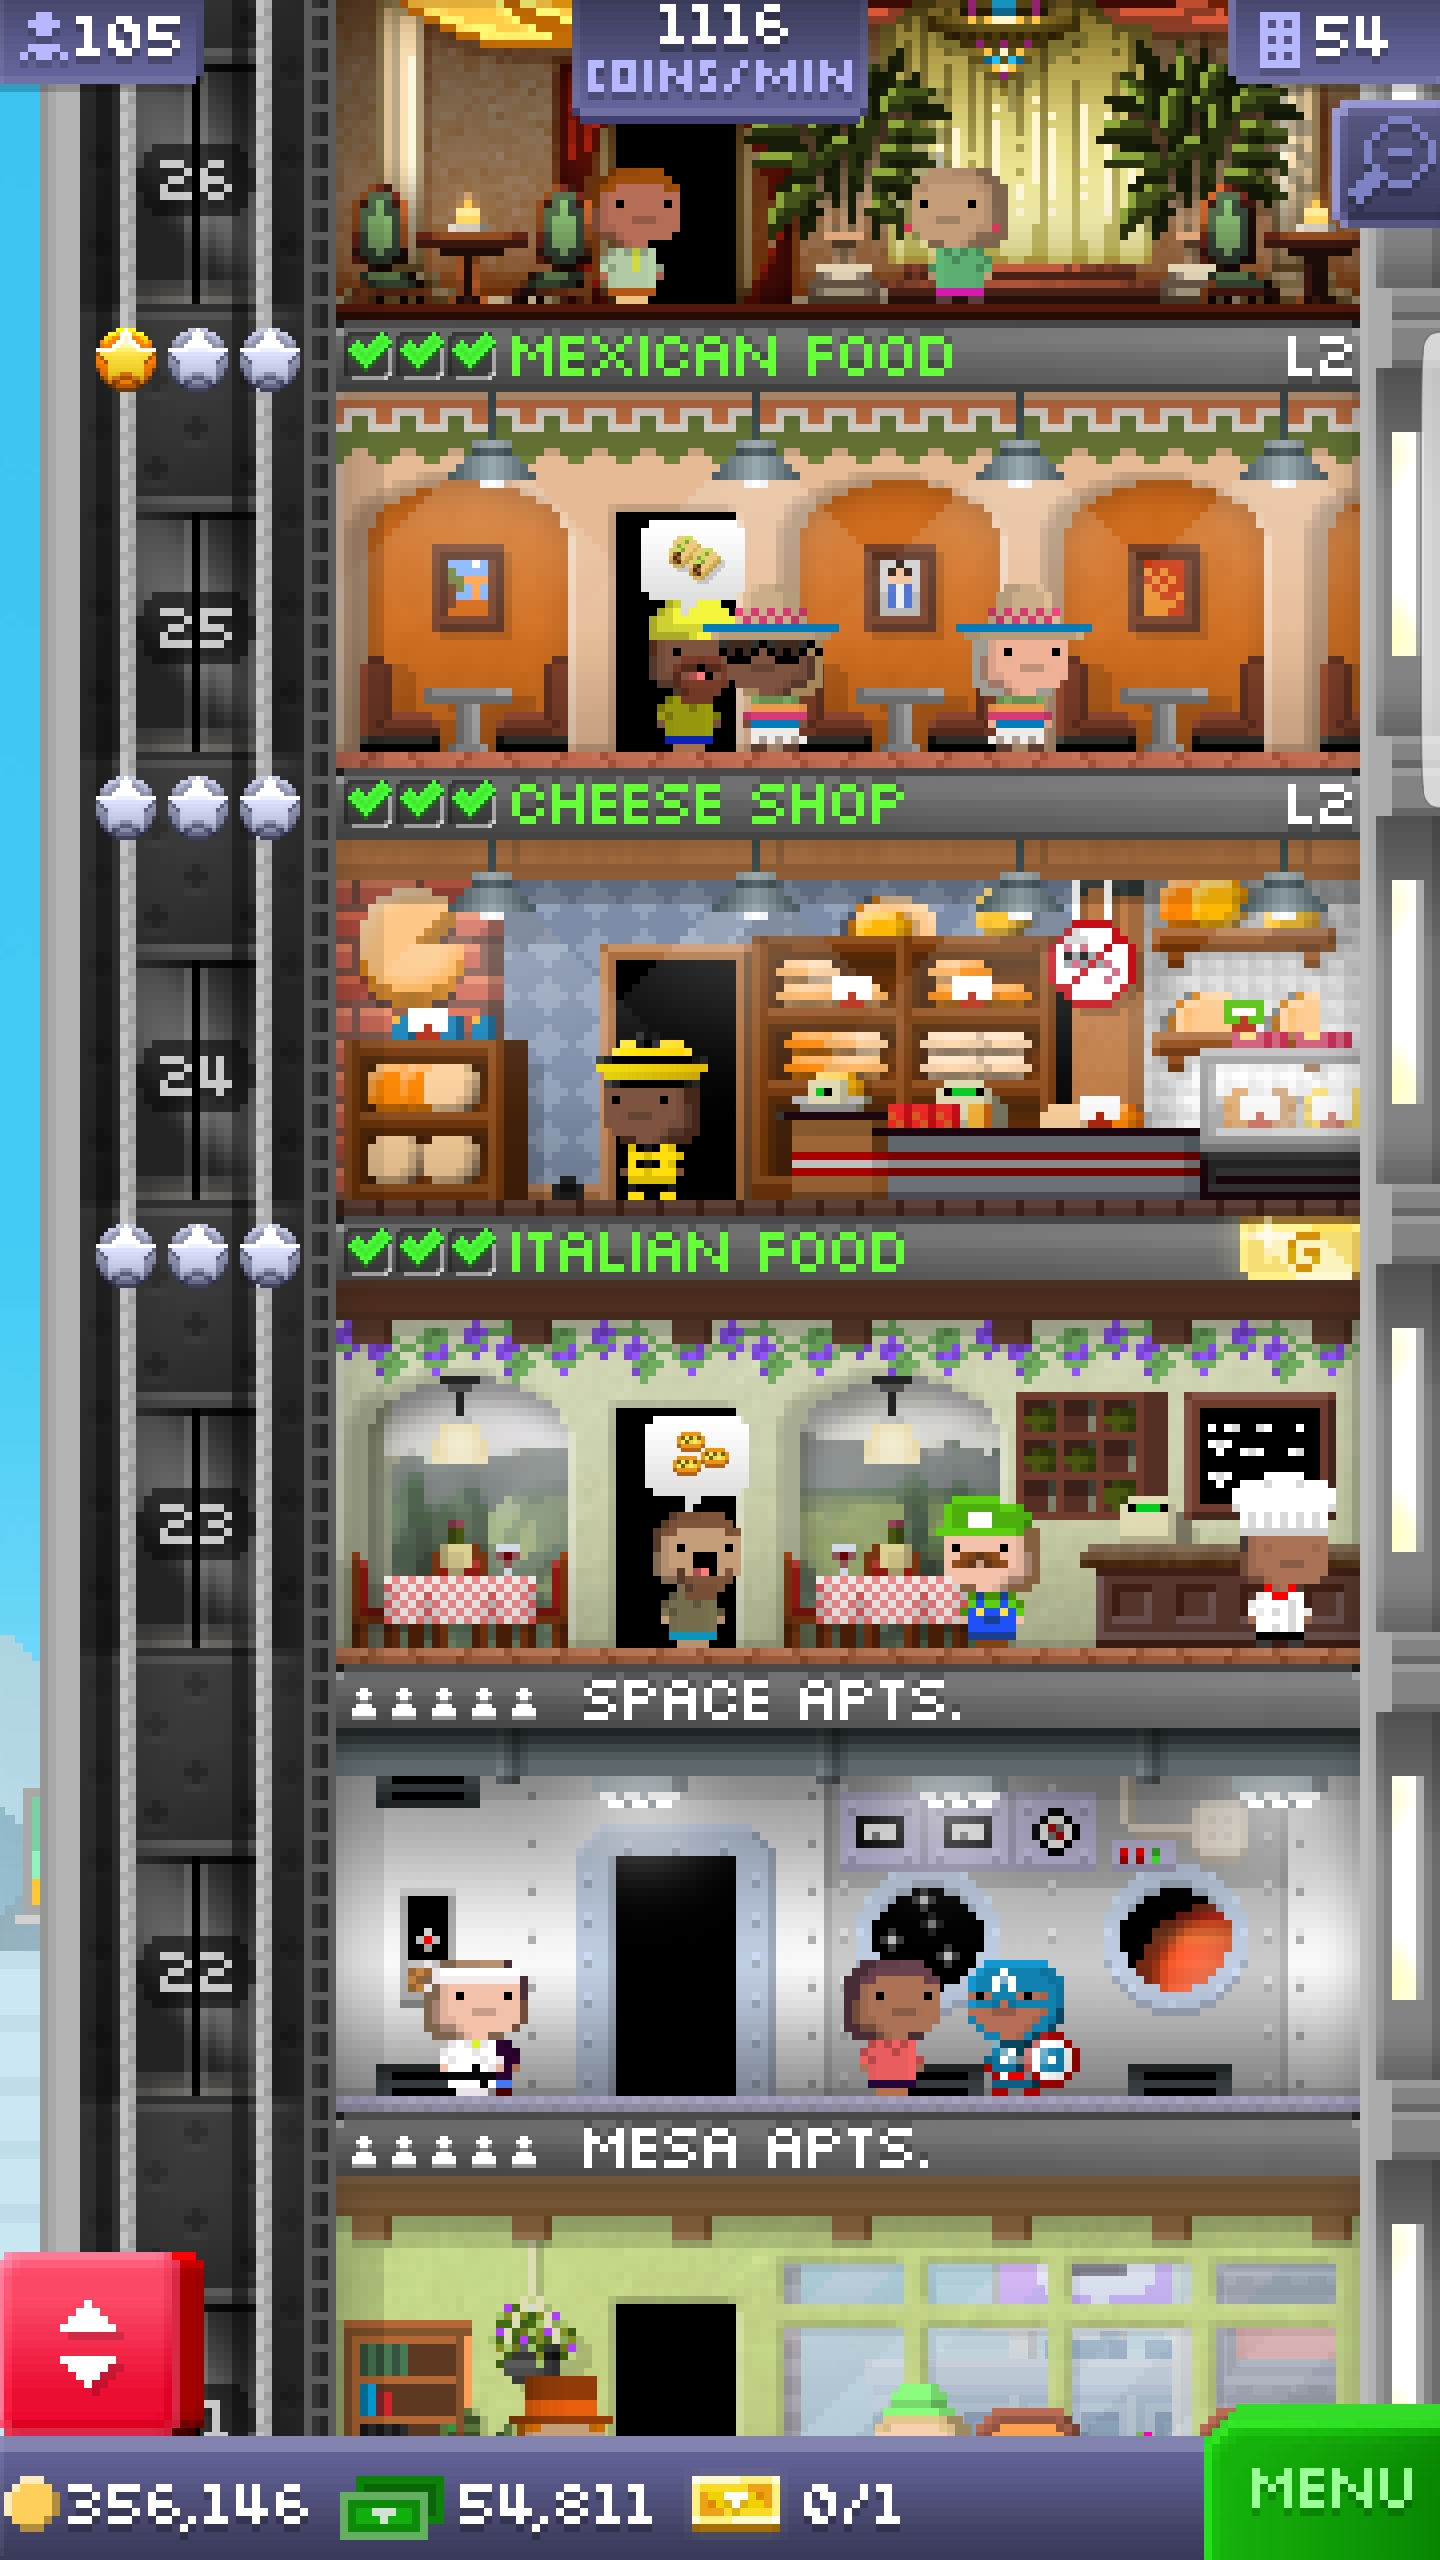 105
1116
COINS/MIN
54
26
MEXICAN FOOD
L2
25
CHEESE SHOP
L2
24
ITALIAN FOOD
G
23
SPACE APTS.
22
MESA APTS.
1
356,146
54,811
0/1
MENU